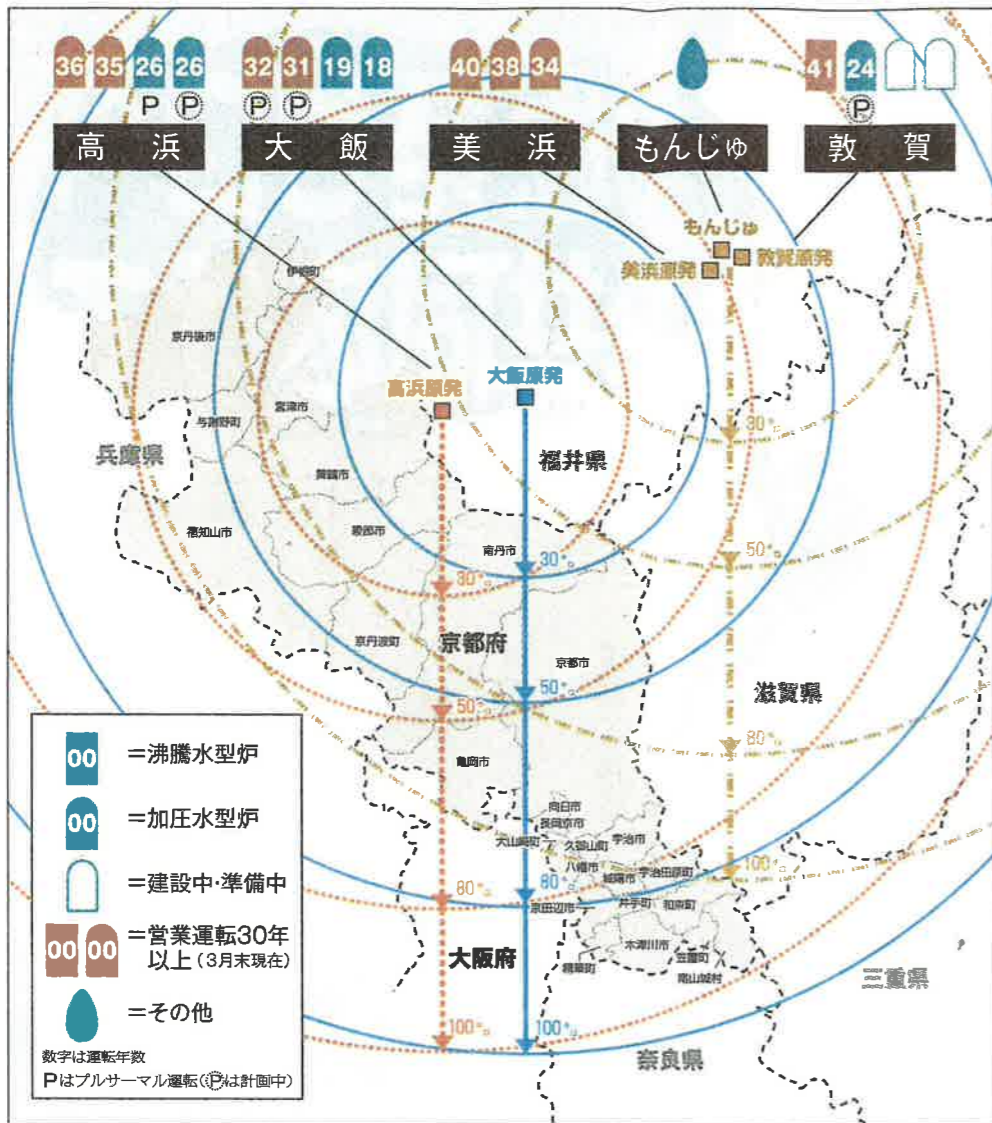 36 35 26 26 32 31 19 18 40 38 34 41 24
P P P P P
高浜 大飯 美浜 もんじゅ 敦賀
もんじゅ
美浜原発 敦賀原発
伊根町
京丹後市
高浜原発 大飯原発
宮津市
与謝野町
兵庫県
福井県
舞鶴市
福知山市
綾部市
南丹市
30㌔
30㌔
30㌔
50㌔
京丹波町
京都府
京都市
滋賀県
50㌔
50㌔
80㌔
亀岡市
向日市
長岡京市
大山崎町 久御山町 宇治市
八幡市 城陽市 宇治田原町
100㌔
80㌔
80㌔
京田辺市 井手町 和束町
大阪府
木津川市
精華町
笠置町
南山城村
三重県
100㌔
100㌔
奈良県
00 =沸騰水型炉
00 =加圧水型炉
=建設中・準備中
00 00 =営業運転30年
以上(3月末現在)
=その他
数字は運転年数
Pはプルサーマル運転(Ⓟは計画中)